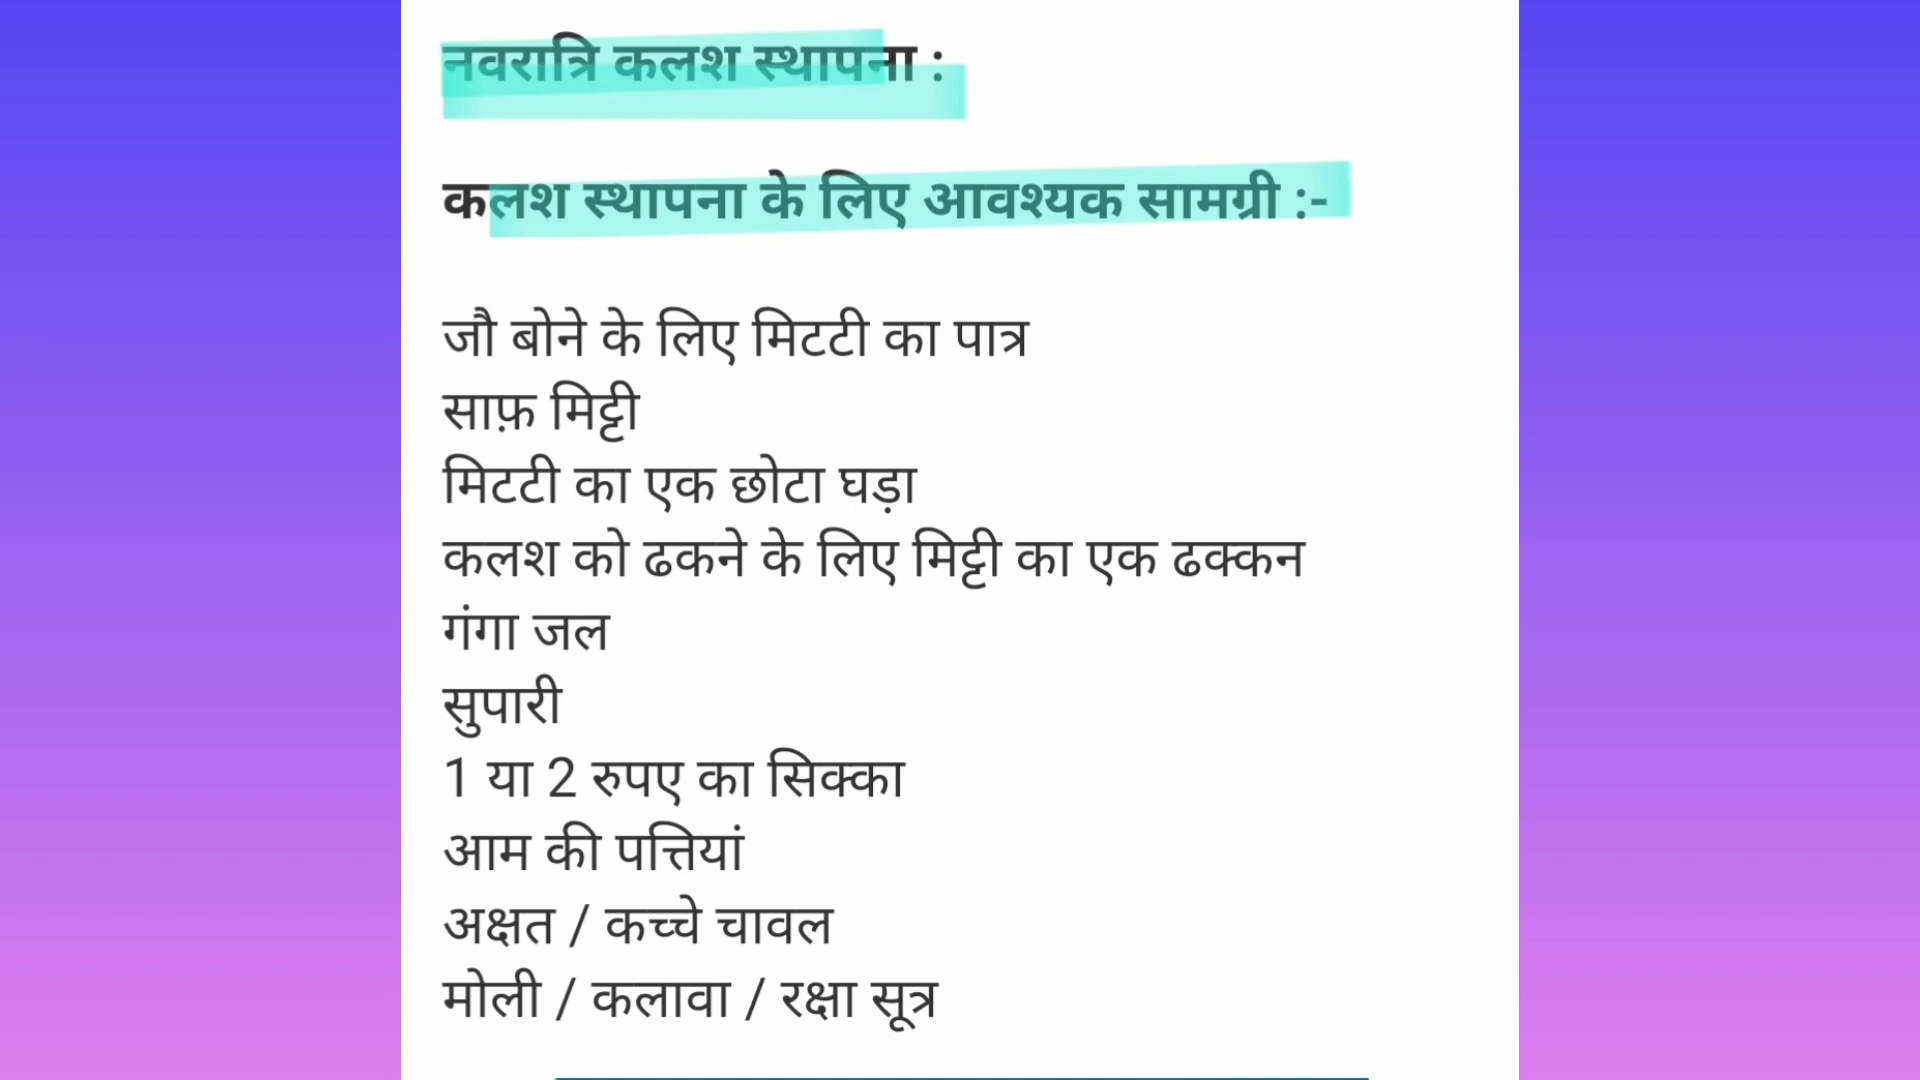 नवरात्रि कलश स्थापना :
कलश स्थापना के लिए आवश्यक सामग्री :-
जौ बोने के लिए मिटटी का पात्र
साफ़ मिट्टी
मिटटी का एक छोटा घड़ा
कलश को ढकने के लिए मिट्टी का एक ढक्कन
गंगा जल
सुपारी
1 या 2 रुपए का सिक्का
आम की पत्तियां
अक्षत / कच्चे चावल
मोली / कलावा / रक्षा सूत्र